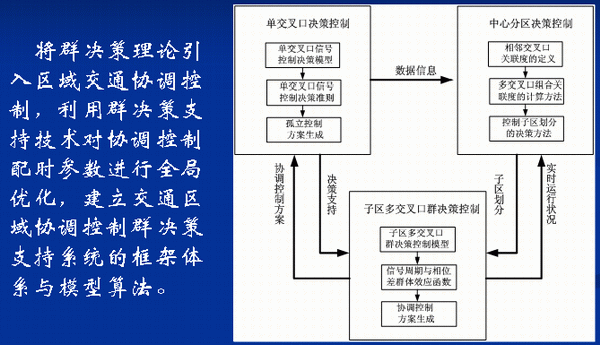 将群决策理论引
入区域交通协调控
制，利用群决策支
持技术对协调控制
配时参数进行全局
优化，建立交通区
域协调控制群决策
支持系统的框架体
系与模型算法。
单交叉口决策控制
单交叉口信号
控制决策模型
单交叉口信号
控制决策准则
孤立控制
方案生成
数据信息
中心分区决策控制
相邻交叉口
关联度的定义
多交叉口组合关
联度的计算方法
控制子区划分
的决策方法
协调控制方案
决策支持
子区划分
实时运行状况
子区多交叉口群决策控制
子区多交叉口
群决策控制模型
信号周期与相位
差群体效应函数
协调控制
方案生成